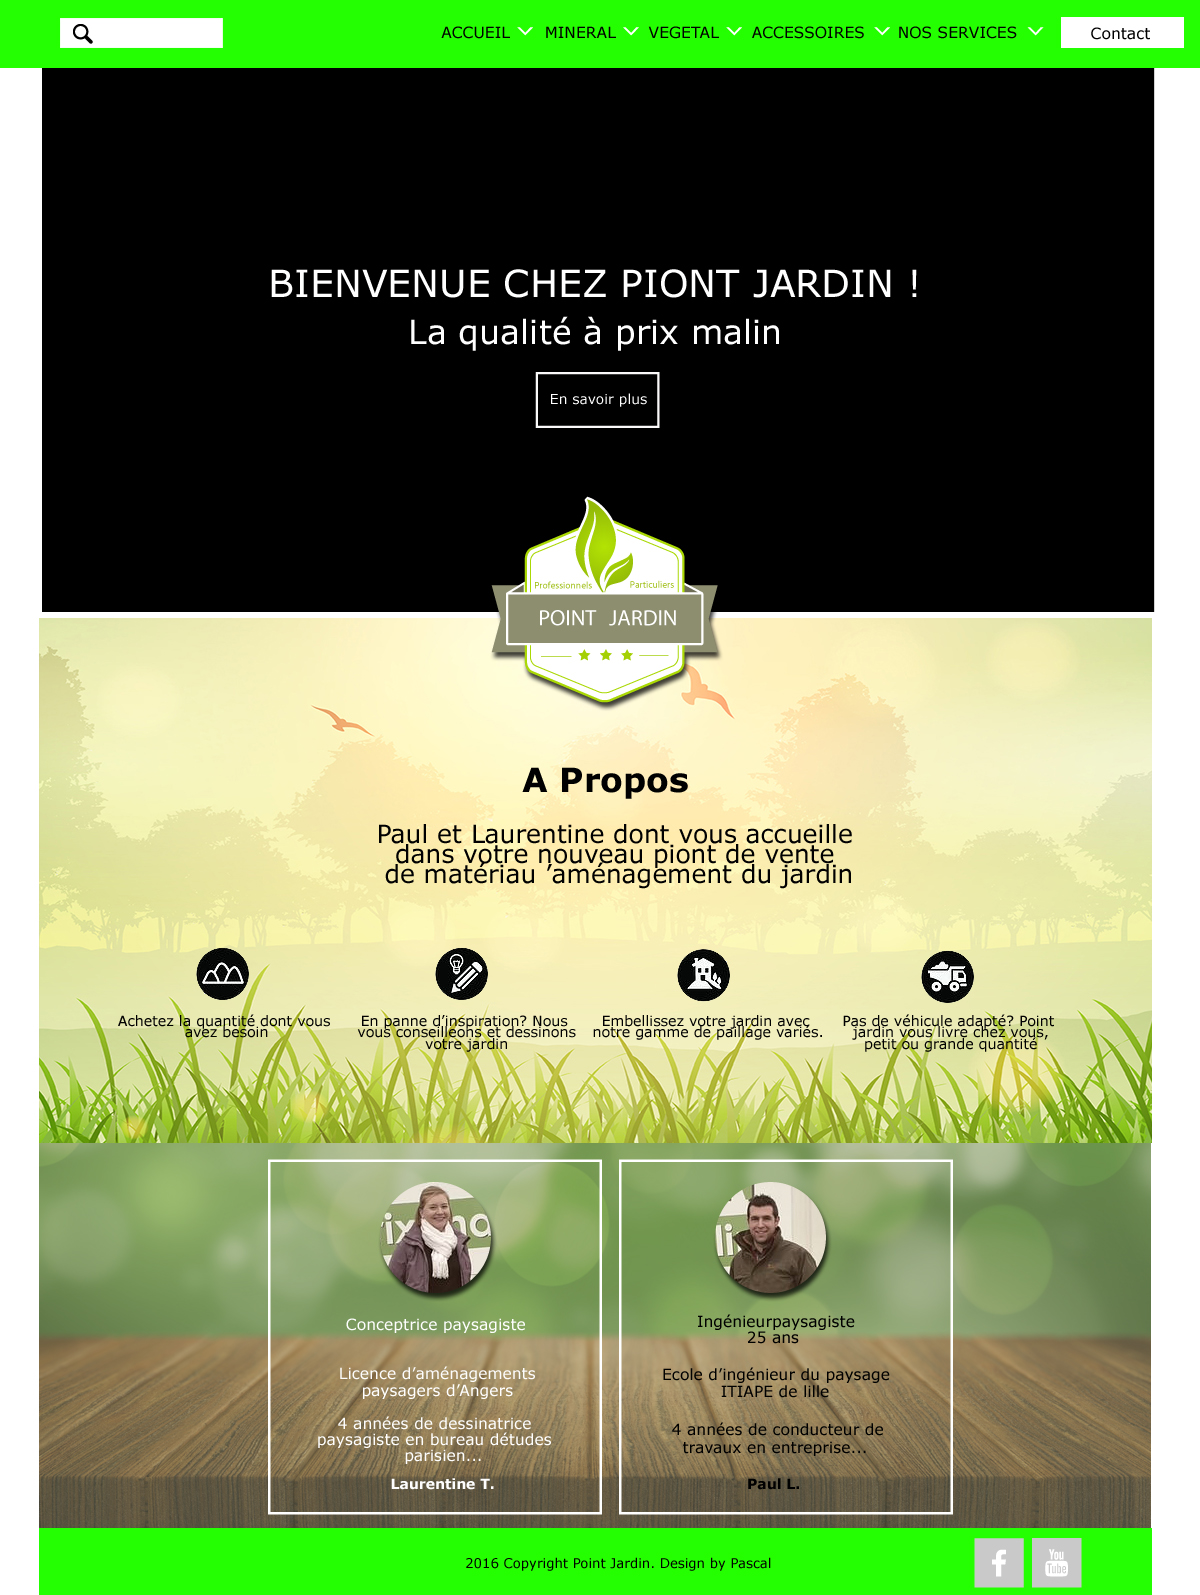 ACCUEIL MINERAL VEGETAL ACCESSOIRES NOS SERVICES Contact
BIENVENUE CHEZ PIONT JARDIN !
La qualité à prix malin
En savoir plus
Professionnels Particuliers
POINT JARDIN
A Propos
Paul et Laurentine dont vous accueille
dans votre nouveau piont de vente
de matériau ’aménagement du jardin
Achetez la quantité dont vous
avez besoin
En panne d’inspiration? Nous
vous conseilleons et dessinons
votre jardin
Embellissez votre jardin avec
notre gamme de paillage variés.
Pas de véhicule adapté? Point
jardin vous livre chez vous,
petit ou grande quantité
Conceptrice paysagiste
Licence d’aménagements
paysagers d’Angers
4 années de dessinatrice
paysagiste en bureau détudes
parisien...
Laurentine T.
Ingénieurpaysagiste
25 ans
Ecole d’ingénieur du paysage
ITIAPE de lille
4 années de conducteur de
travaux en entreprise...
Paul L.
2016 Copyright Point Jardin. Design by Pascal
You
Tube